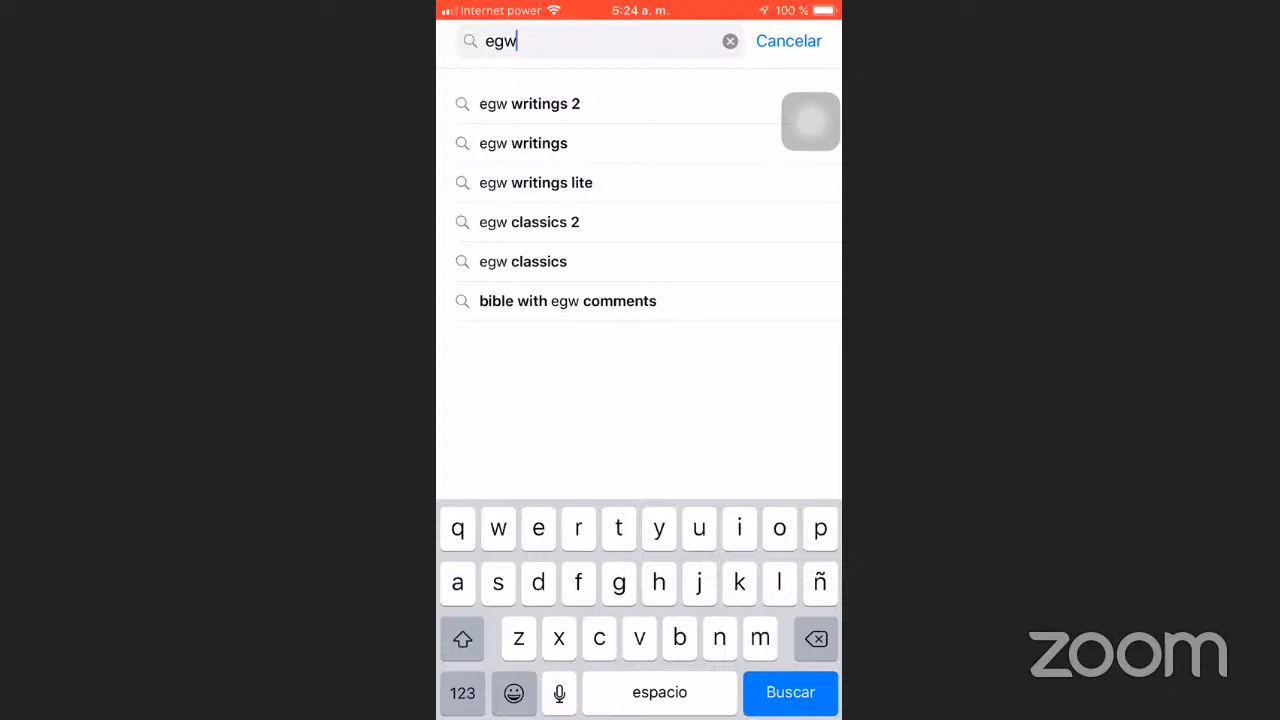 Internet power 5:24 a. m. 100 %
egw Cancelar
egw writings 2
egw writings
egw writings lite
egw classics 2
egw classics
bible with egw comments
q w e r t y u i o p
a s d f g h j k l ñ
z x c v b n m
123 espacio Buscar
zoom